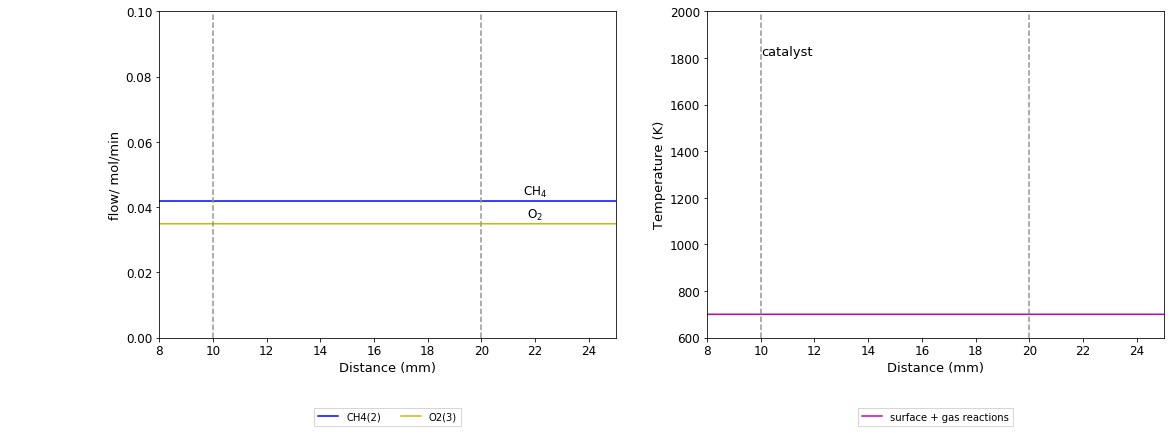 0.10
0.08
0.06
0.04
0.02
0.00
flow/ mol/min
CH₄
O₂
8 10 12 14 16 18 20 22 24
Distance (mm)
CH4(2) O2(3)
2000
1800
1600
1400
1200
1000
800
600
Temperature (K)
catalyst
8 10 12 14 16 18 20 22 24
Distance (mm)
surface + gas reactions